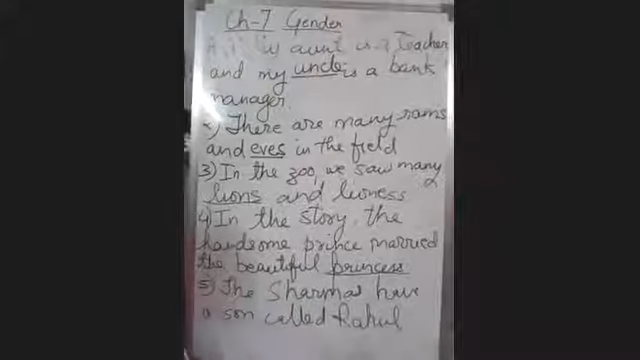 Ch-7 Gender
my aunt is a Teacher
and my uncle is a bank
manager.
2) There are many rams
and eves in the field
3) In the zoo, we saw many
lions and lioness
4) In the story, the
handsome prince married
the beautiful princess
5) The Sharmas have
a son called Rahul